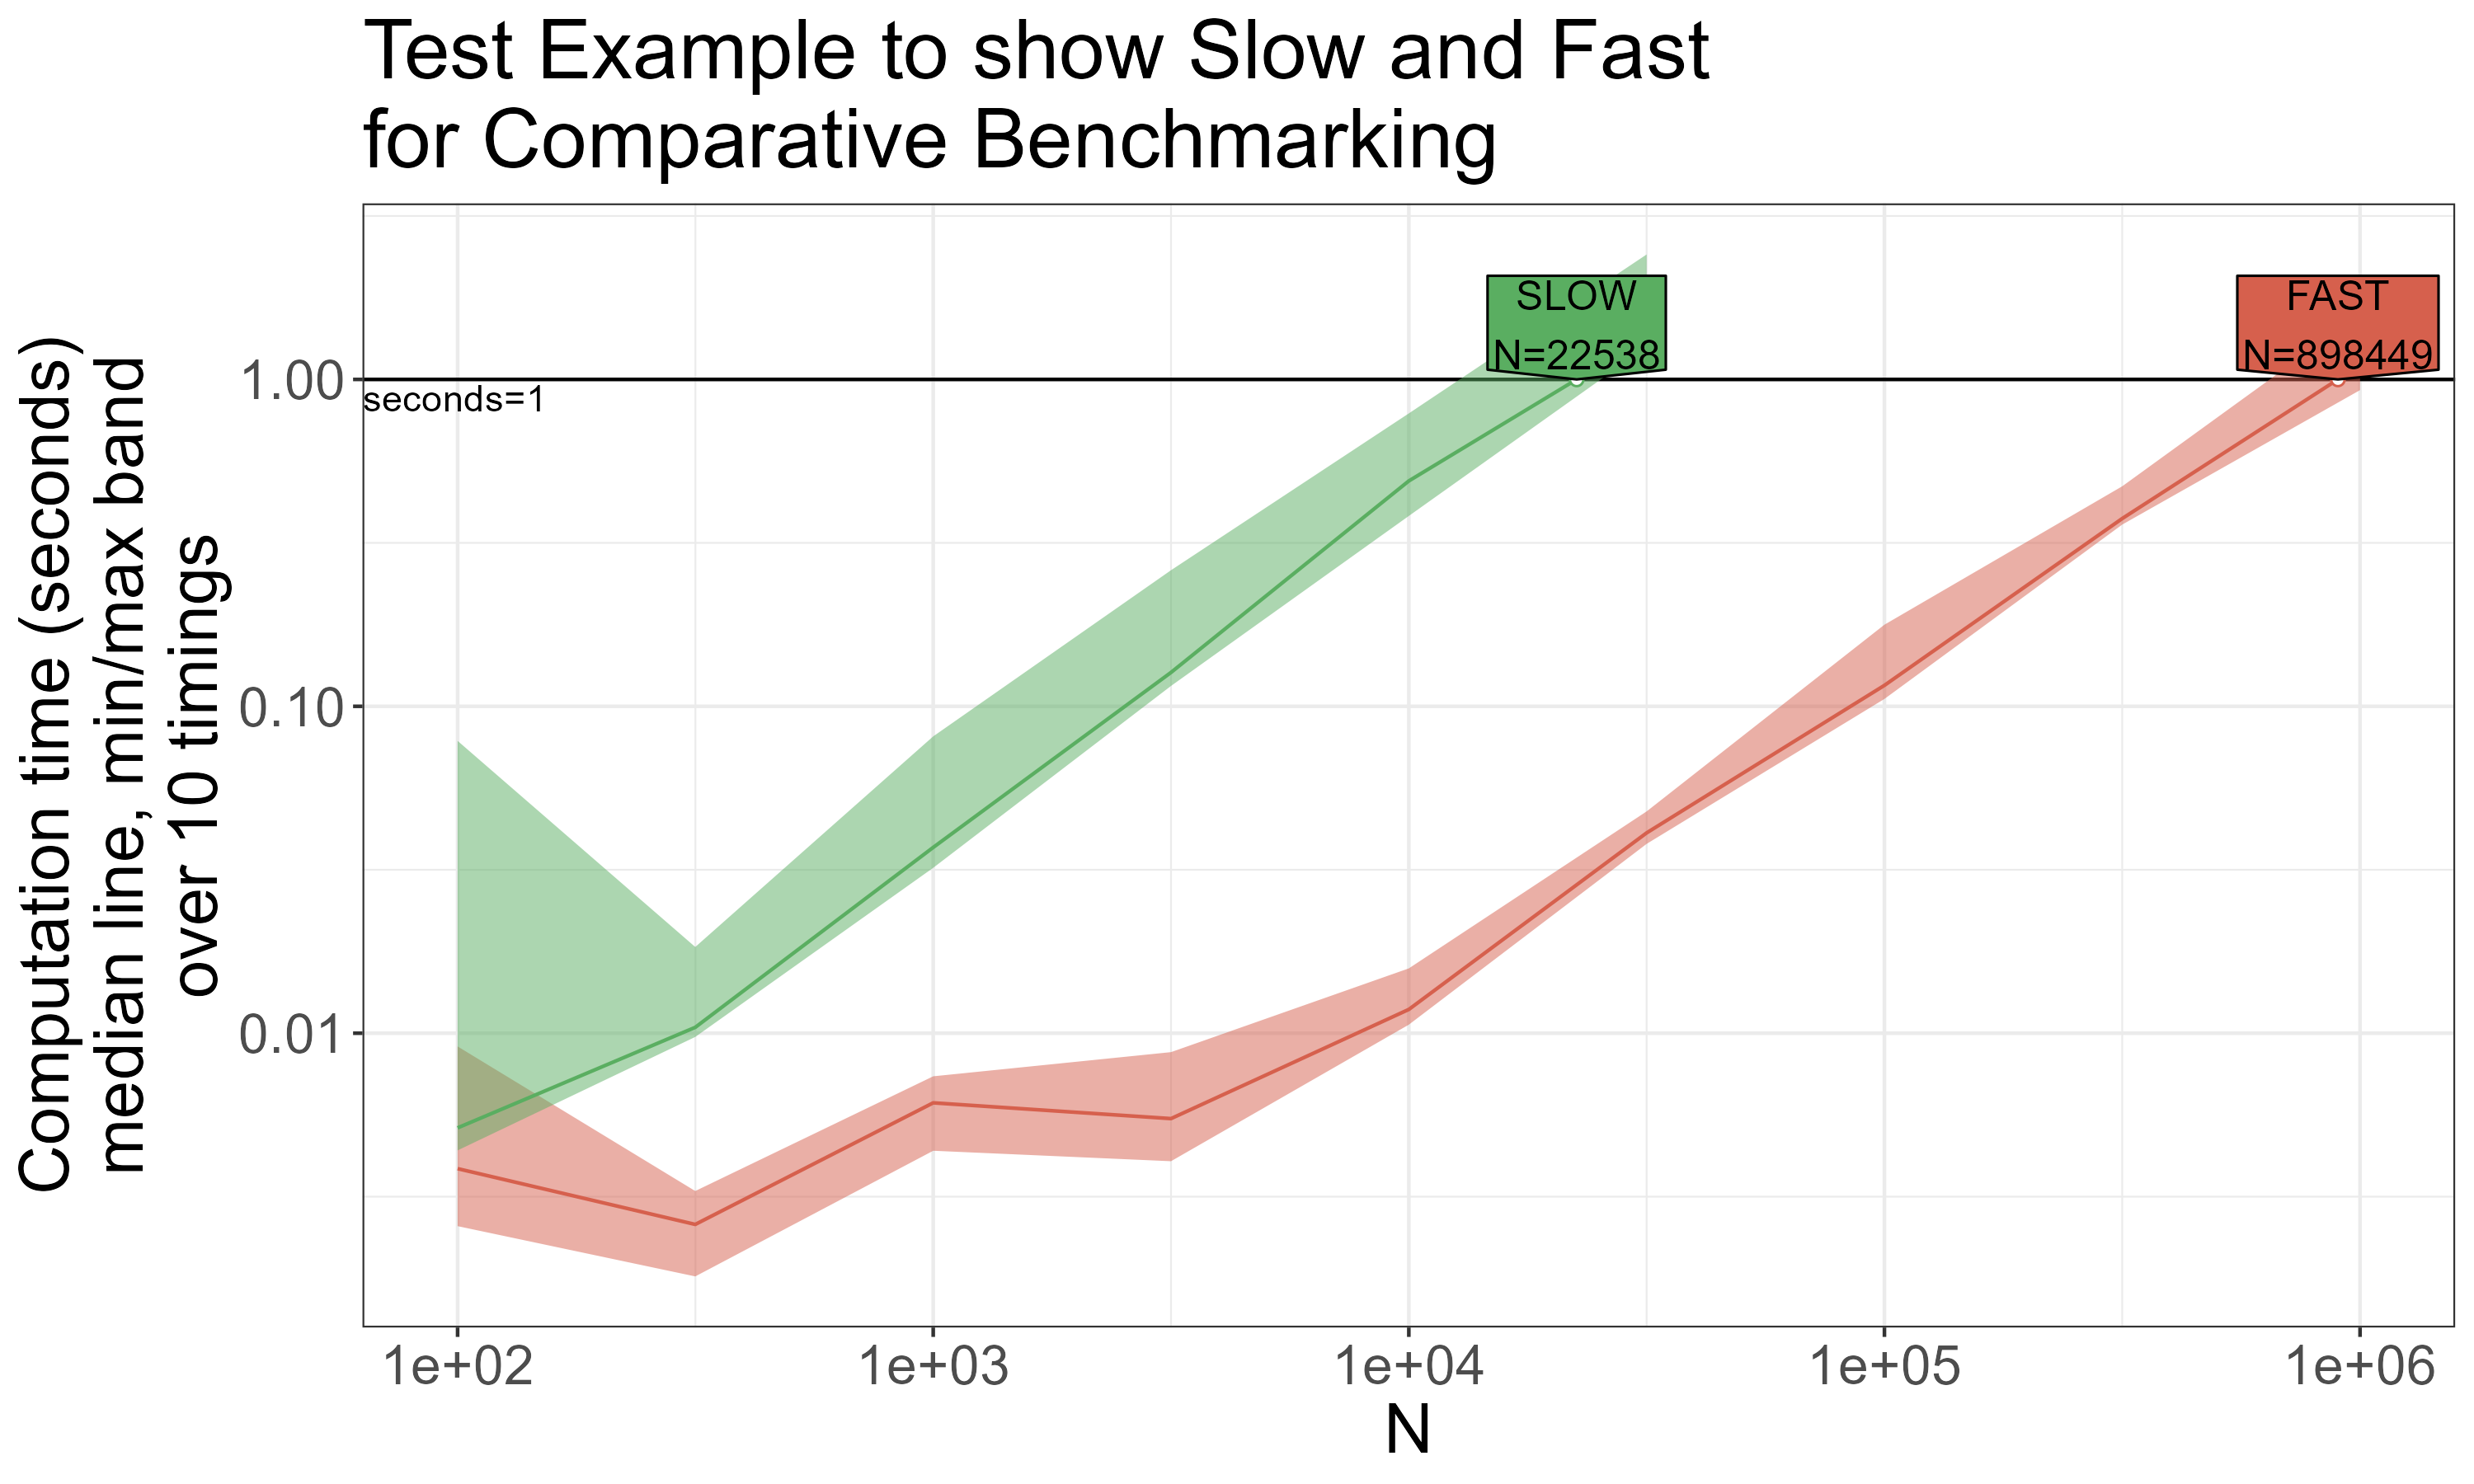 Test Example to show Slow and Fast
for Comparative Benchmarking
Computation time (seconds)
median line, min/max band
over 10 timings
1.00
0.10
0.01
seconds=1
SLOW
N=22538
FAST
N=898449
1e+02
1e+03
1e+04
1e+05
1e+06
N